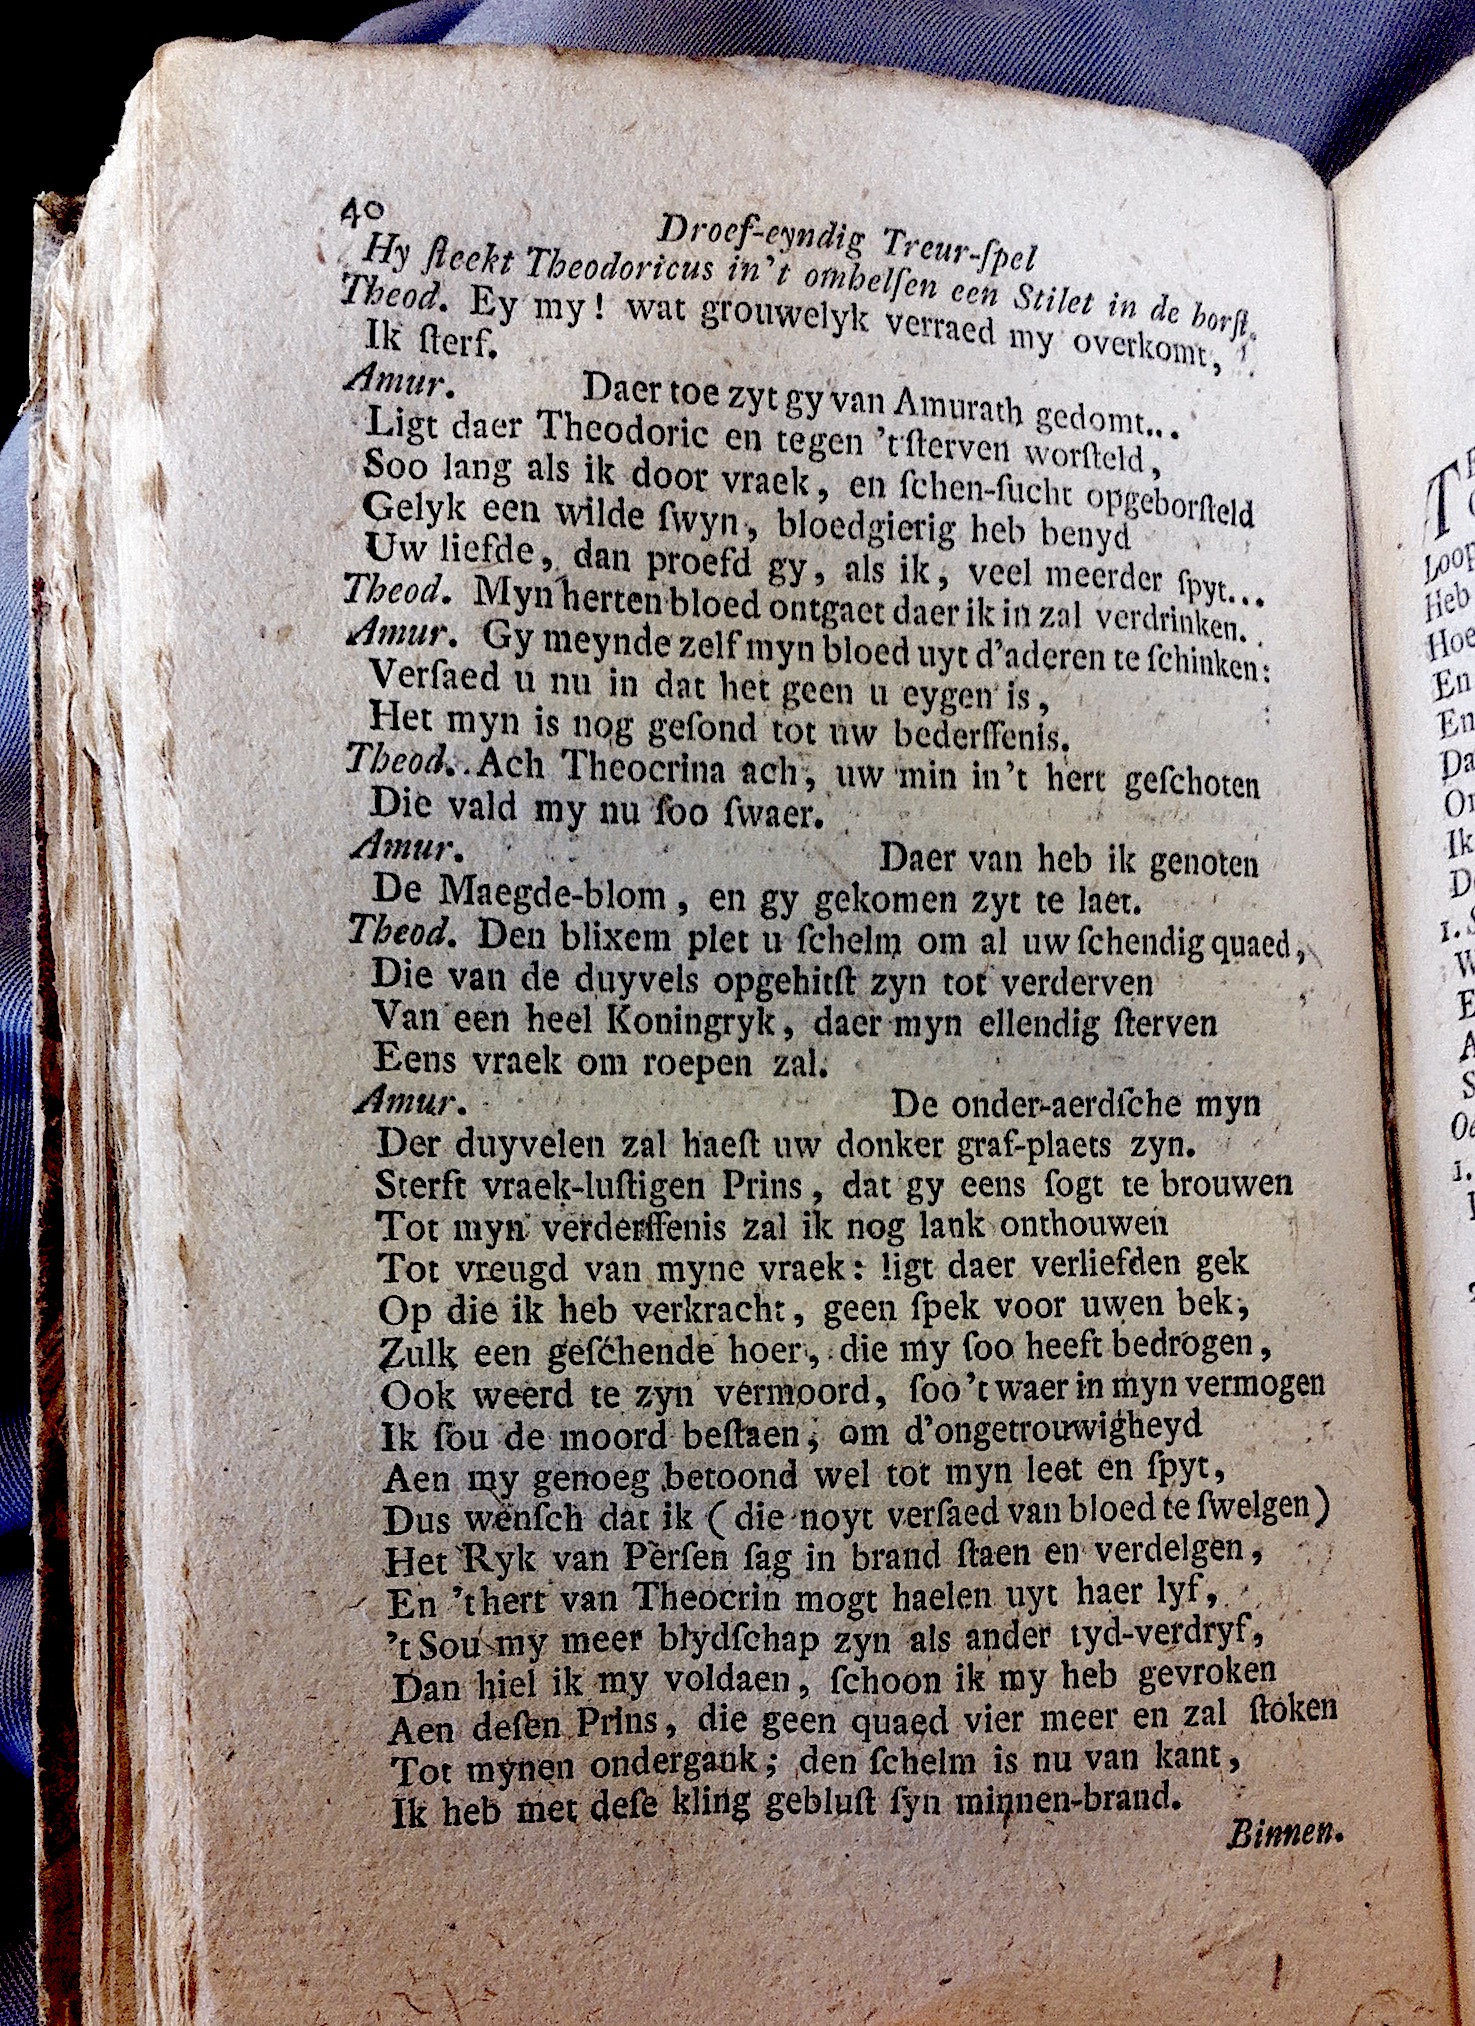 40
Droef-eyndig Treur-ſpel
Hy ſteekt Theodoricus in't omhelſen een Stilet in de borſt.
Theod. Ey my! wat grouwelyk verraed my overkomt,
Ik ſterf.
Amur. Daer toe zyt gy van Amurath gedomt...
Ligt daer Theodoric en tegen 't ſterven worſteld,
Soo lang als ik door vraek, en ſchen-ſucht opgeborſteld
Gelyk een wilde ſwyn, bloedgierig heb benyd
Uw liefde, dan proefd gy, als ik, veel meerder ſpyt...
Theod. Myn herten bloed ontgaet daer ik in zal verdrinken.
Amur. Gy meynde zelf myn bloed uyt d'aderen te ſchinken:
Verſaed u nu in dat het geen u eygen is,
Het myn is nog geſond tot uw bederffenis.
Theod. Ach Theocrina ach, uw min in't hert geſchoten
Die vald my nu ſoo ſwaer.
Amur. Daer van heb ik genoten
De Maegde-blom, en gy gekomen zyt te laet.
Theod. Den blixem plet u ſchelm om al uw ſchendig quaed,
Die van de duyvels opgehitſt zyn tot verderven
Van een heel Koningryk, daer myn ellendig ſterven
Eens vraek om roepen zal.
Amur. De onder-aerdſche myn
Der duyvelen zal haeſt uw donker graf-plaets zyn.
Sterft vraek-luſtigen Prins, dat gy eens ſogt te brouwen
Tot myn verderffenis zal ik nog lank onthouwen
Tot vreugd van myne vraek: ligt daer verliefden gek
Op die ik heb verkracht, geen ſpek voor uwen bek,
Zulk een geſchende hoer, die my ſoo heeft bedrogen,
Ook weerd te zyn vermoord, ſoo't waer in myn vermogen
Ik ſou de moord beſtaen, om d'ongetrouwigheyd
Aen my genoeg betoond wel tot myn leet en ſpyt,
Dus wenſch dat ik (die noyt verſaed van bloed te ſwelgen)
Het Ryk van Perſen ſag in brand ſtaen en verdelgen,
En 't hert van Theocrin mogt haelen uyt haer lyf,
't Sou my meer blydſchap zyn als ander tyd-verdryf,
Dan hiel ik my voldaen, ſchoon ik my heb gevroken
Aen deſen Prins, die geen quaed vier meer en zal ſtoken
Tot mynen ondergank; den ſchelm is nu van kant,
Ik heb met deſe kling gebluſt ſyn minnen-brand.
Binnen.
T
Loop
Heb
Hoe
En
En
Da
Ik
1.